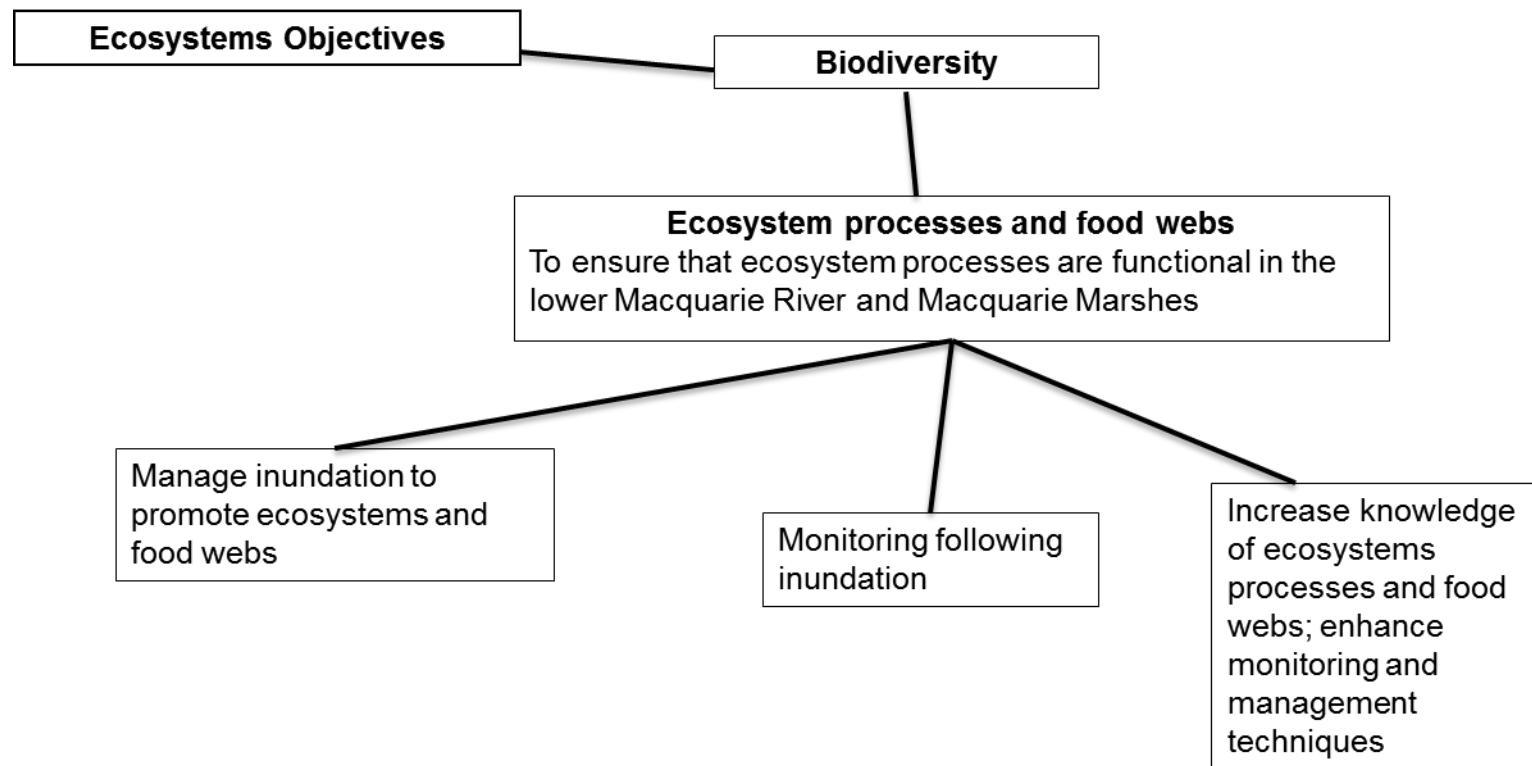 Ecosystems Objectives
Biodiversity
Ecosystem processes and food webs
To ensure that ecosystem processes are functional in the
lower Macquarie River and Macquarie Marshes
Manage inundation to
promote ecosystems and
food webs
Monitoring following
inundation
Increase knowledge
of ecosystems
processes and food
webs; enhance
monitoring and
management
techniques